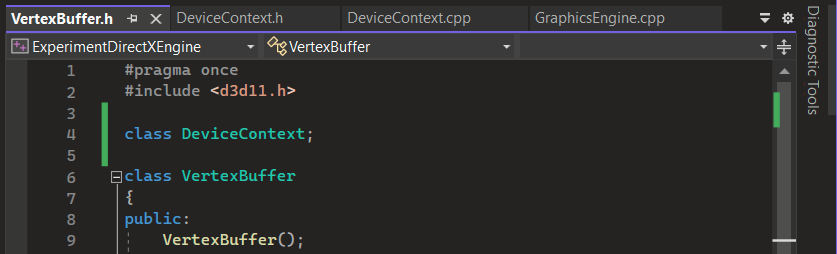 VertexBuffer.h DeviceContext.h DeviceContext.cpp GraphicsEngine.cpp
ExperimentDirectXEngine VertexBuffer
1 #pragma once
2 #include <d3d11.h>
3
4 class DeviceContext;
5
6 class VertexBuffer
7 {
8 public:
9 VertexBuffer();
Diagnostic Tools